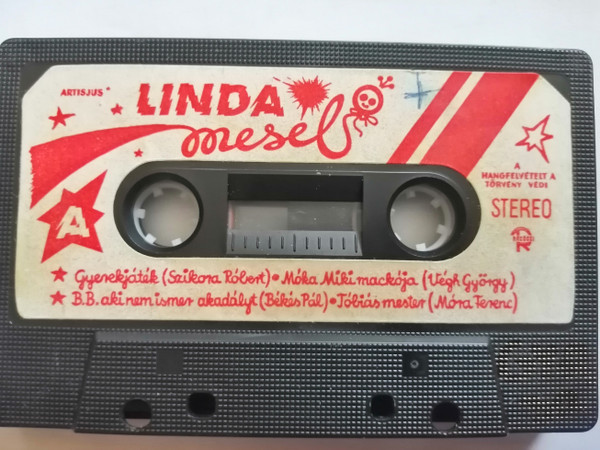 ARTISJUS
LINDA
mesél
A
A
HANGFELVÉTELT A
TÖRVÉNY VÉDI
STEREO
Gyerekjáték (Szikora Róbert) • Móka Miki mackója (Végh György)
B.B. aki nem ismer akadályt (Békés Pál) • Tóbiás mester (Móra Ferenc)